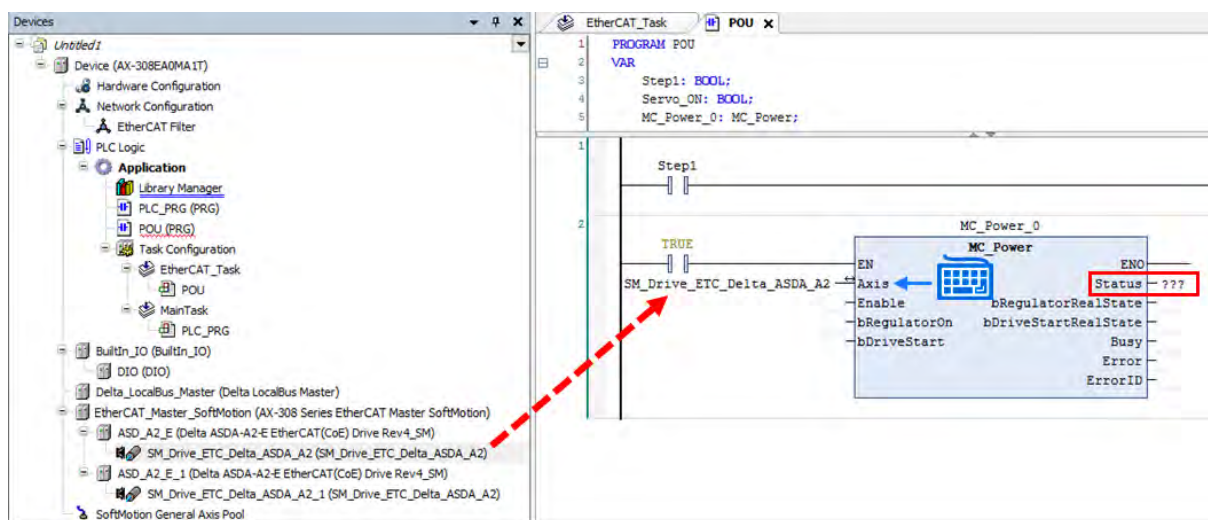 Devices
Untitled1
Device (AX-308EA0MA1T)
Hardware Configuration
Network Configuration
EtherCAT Filter
PLC Logic
Application
Library Manager
PLC_PRG (PRG)
POU (PRG)
Task Configuration
EtherCAT_Task
POU
MainTask
PLC_PRG
BuiltIn_IO (BuiltIn_IO)
DIO (DIO)
Delta_LocalBus_Master (Delta LocalBus Master)
EtherCAT_Master_SoftMotion (AX-308 Series EtherCAT Master SoftMotion)
ASD_A2_E (Delta ASDA-A2-E EtherCAT(CoE) Drive Rev4_SM)
SM_Drive_ETC_Delta_ASDA_A2 (SM_Drive_ETC_Delta_ASDA_A2)
ASD_A2_E_1 (Delta ASDA-A2-E EtherCAT(CoE) Drive Rev4_SM)
SM_Drive_ETC_Delta_ASDA_A2_1 (SM_Drive_ETC_Delta_ASDA_A2)
SoftMotion General Axis Pool
EtherCAT_Task POU
1 PROGRAM POU
2 VAR
3 Step1: BOOL;
4 Servo_ON: BOOL;
5 MC_Power_0: MC_Power;
1
Step1
2
MC_Power_0
TRUE MC_Power
EN ENO
SM_Drive_ETC_Delta_ASDA_A2 Axis Status ???
Enable bRegulatorRealState
bRegulatorOn bDriveStartRealState
bDriveStart Busy
Error
ErrorID